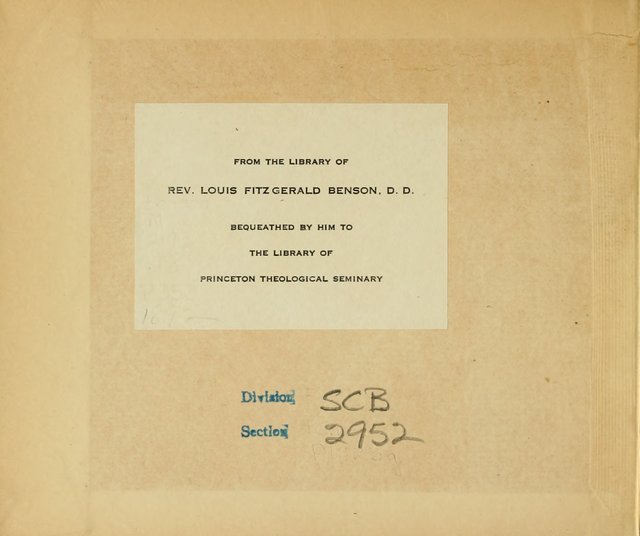 FROM THE LIBRARY OF
REV. LOUIS FITZGERALD BENSON, D. D.
BEQUEATHED BY HIM TO
THE LIBRARY OF
PRINCETON THEOLOGICAL SEMINARY
Division SCB
Section 2952